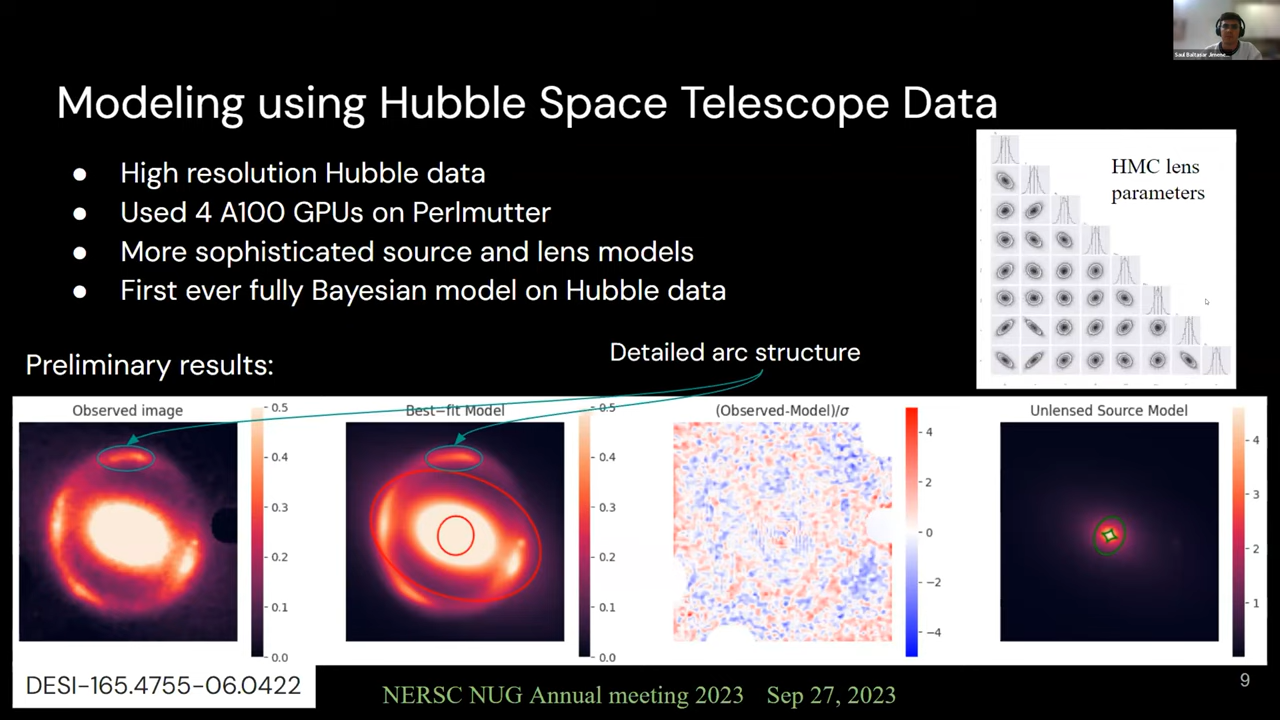 Saul Baltasar Jimene...
Modeling using Hubble Space Telescope Data
● High resolution Hubble data
● Used 4 A100 GPUs on Perlmutter
● More sophisticated source and lens models
● First ever fully Bayesian model on Hubble data
HMC lens
parameters
Preliminary results:
Detailed arc structure
Observed image
0.5
0.4
0.3
0.2
0.1
0.0
Best-fit Model
0.5
0.4
0.3
0.2
0.1
0.0
(Observed-Model)/σ
4
2
0
−2
−4
Unlensed Source Model
4
3
2
1
DESI-165.4755-06.0422
NERSC NUG Annual meeting 2023 Sep 27, 2023
9